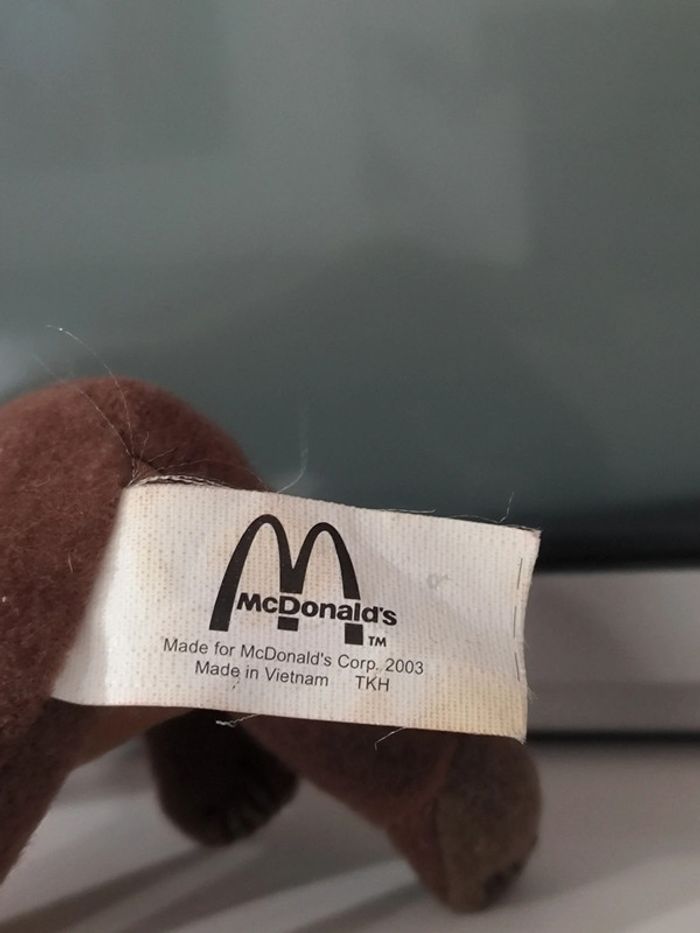 McDonald's
TM
Made for McDonald's Corp. 2003
Made in Vietnam TKH